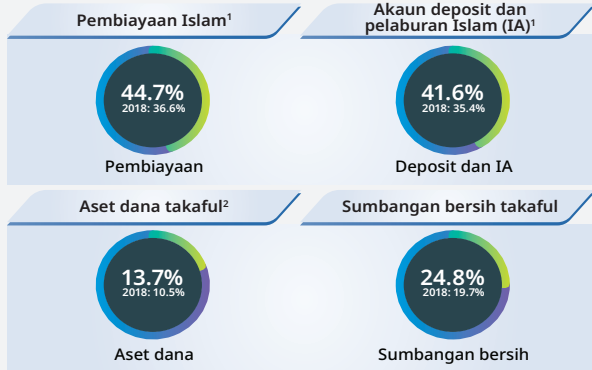 Pembiayaan Islam¹
Akaun deposit dan
pelaburan Islam (IA)¹
44.7%
2018: 36.6%
Pembiayaan
41.6%
2018: 35.4%
Deposit dan IA
Aset dana takaful²
Sumbangan bersih takaful
13.7%
2018: 10.5%
Aset dana
24.8%
2018: 19.7%
Sumbangan bersih